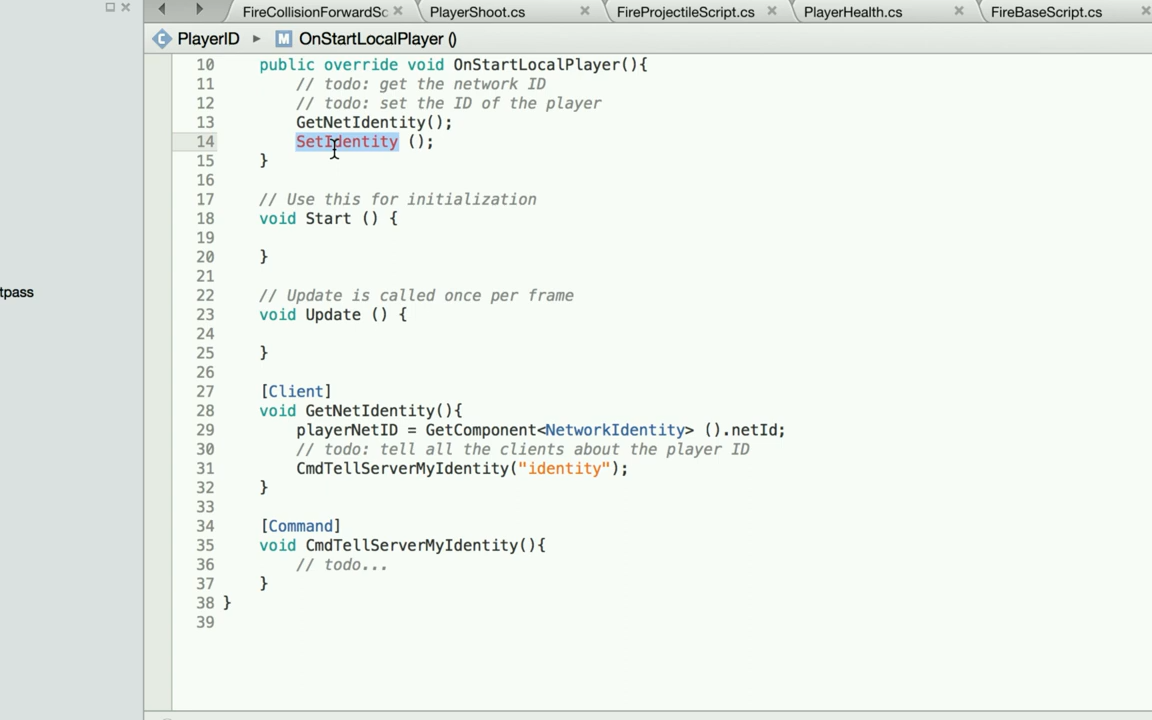 FireCollisionForwardSc
PlayerShoot.cs
FireProjectileScript.cs
PlayerHealth.cs
FireBaseScript.cs
C PlayerID M OnStartLocalPlayer ()
10 public override void OnStartLocalPlayer(){
11 // todo: get the network ID
12 // todo: set the ID of the player
13 GetNetIdentity();
14 SetIdentity ();
15 }
16
17 // Use this for initialization
18 void Start () {
19
20 }
21
22 // Update is called once per frame
23 void Update () {
24
25 }
26
27 [Client]
28 void GetNetIdentity(){
29 playerNetID = GetComponent<NetworkIdentity> ().netId;
30 // todo: tell all the clients about the player ID
31 CmdTellServerMyIdentity("identity");
32 }
33
34 [Command]
35 void CmdTellServerMyIdentity(){
36 // todo...
37 }
38 }
39
tpass